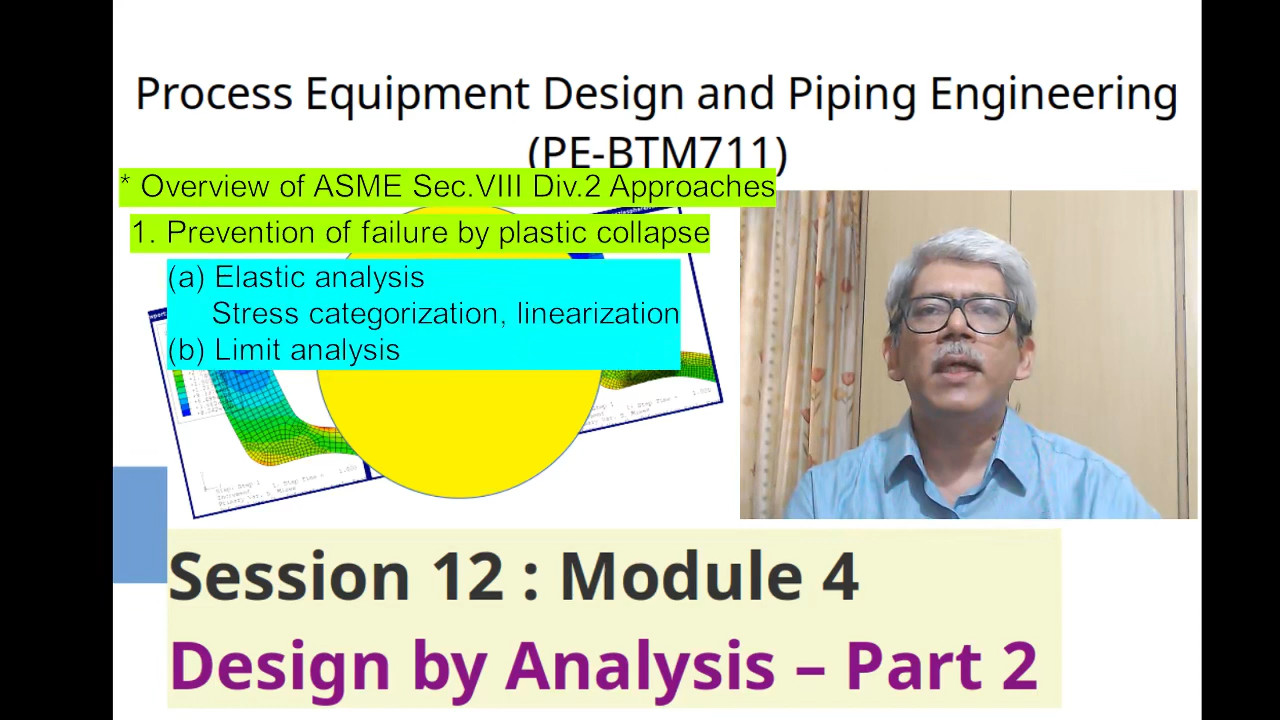 Process Equipment Design and Piping Engineering
(PE-BTM711)
* Overview of ASME Sec.VIII Div.2 Approaches
1. Prevention of failure by plastic collapse
(a) Elastic analysis
Stress categorization, linearization
(b) Limit analysis
Session 12 : Module 4
Design by Analysis – Part 2